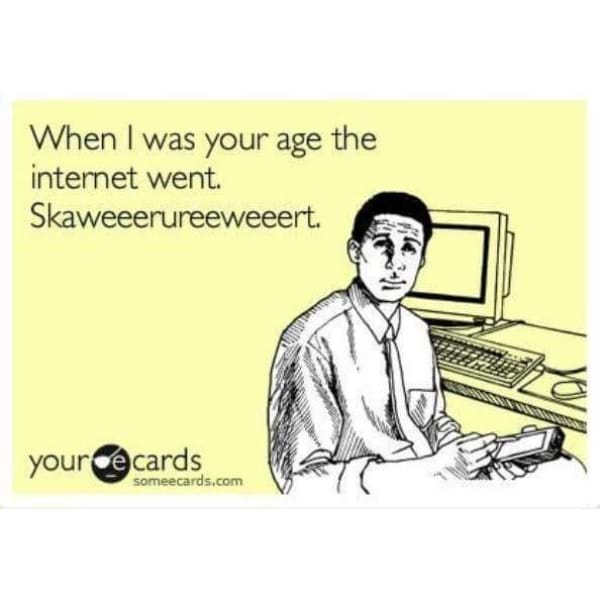 When I was your age the
internet went.
Skaweeerureeweeert.
your e cards
someecards.com